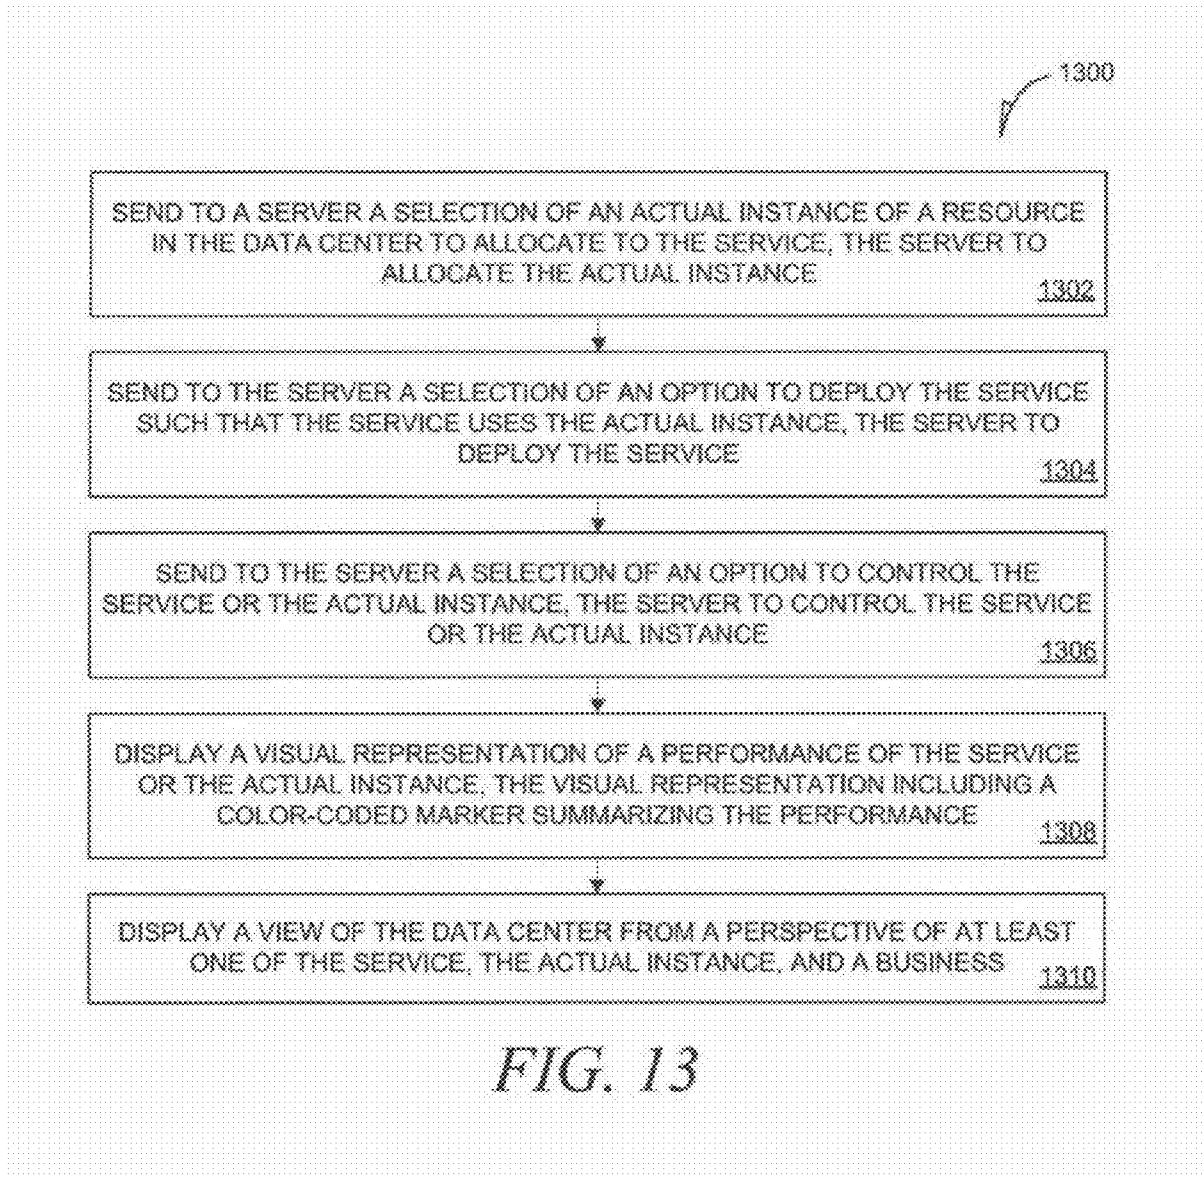 1300
SEND TO A SERVER A SELECTION OF AN ACTUAL INSTANCE OF A RESOURCE
IN THE DATA CENTER TO ALLOCATE TO THE SERVICE, THE SERVER TO
ALLOCATE THE ACTUAL INSTANCE
1302
SEND TO THE SERVER A SELECTION OF AN OPTION TO DEPLOY THE SERVICE
SUCH THAT THE SERVICE USES THE ACTUAL INSTANCE, THE SERVER TO
DEPLOY THE SERVICE
1304
SEND TO THE SERVER A SELECTION OF AN OPTION TO CONTROL THE
SERVICE OR THE ACTUAL INSTANCE, THE SERVER TO CONTROL THE SERVICE
OR THE ACTUAL INSTANCE
1306
DISPLAY A VISUAL REPRESENTATION OF A PERFORMANCE OF THE SERVICE
OR THE ACTUAL INSTANCE, THE VISUAL REPRESENTATION INCLUDING A
COLOR-CODED MARKER SUMMARIZING THE PERFORMANCE
1308
DISPLAY A VIEW OF THE DATA CENTER FROM A PERSPECTIVE OF AT LEAST
ONE OF THE SERVICE, THE ACTUAL INSTANCE, AND A BUSINESS
1310
FIG. 13